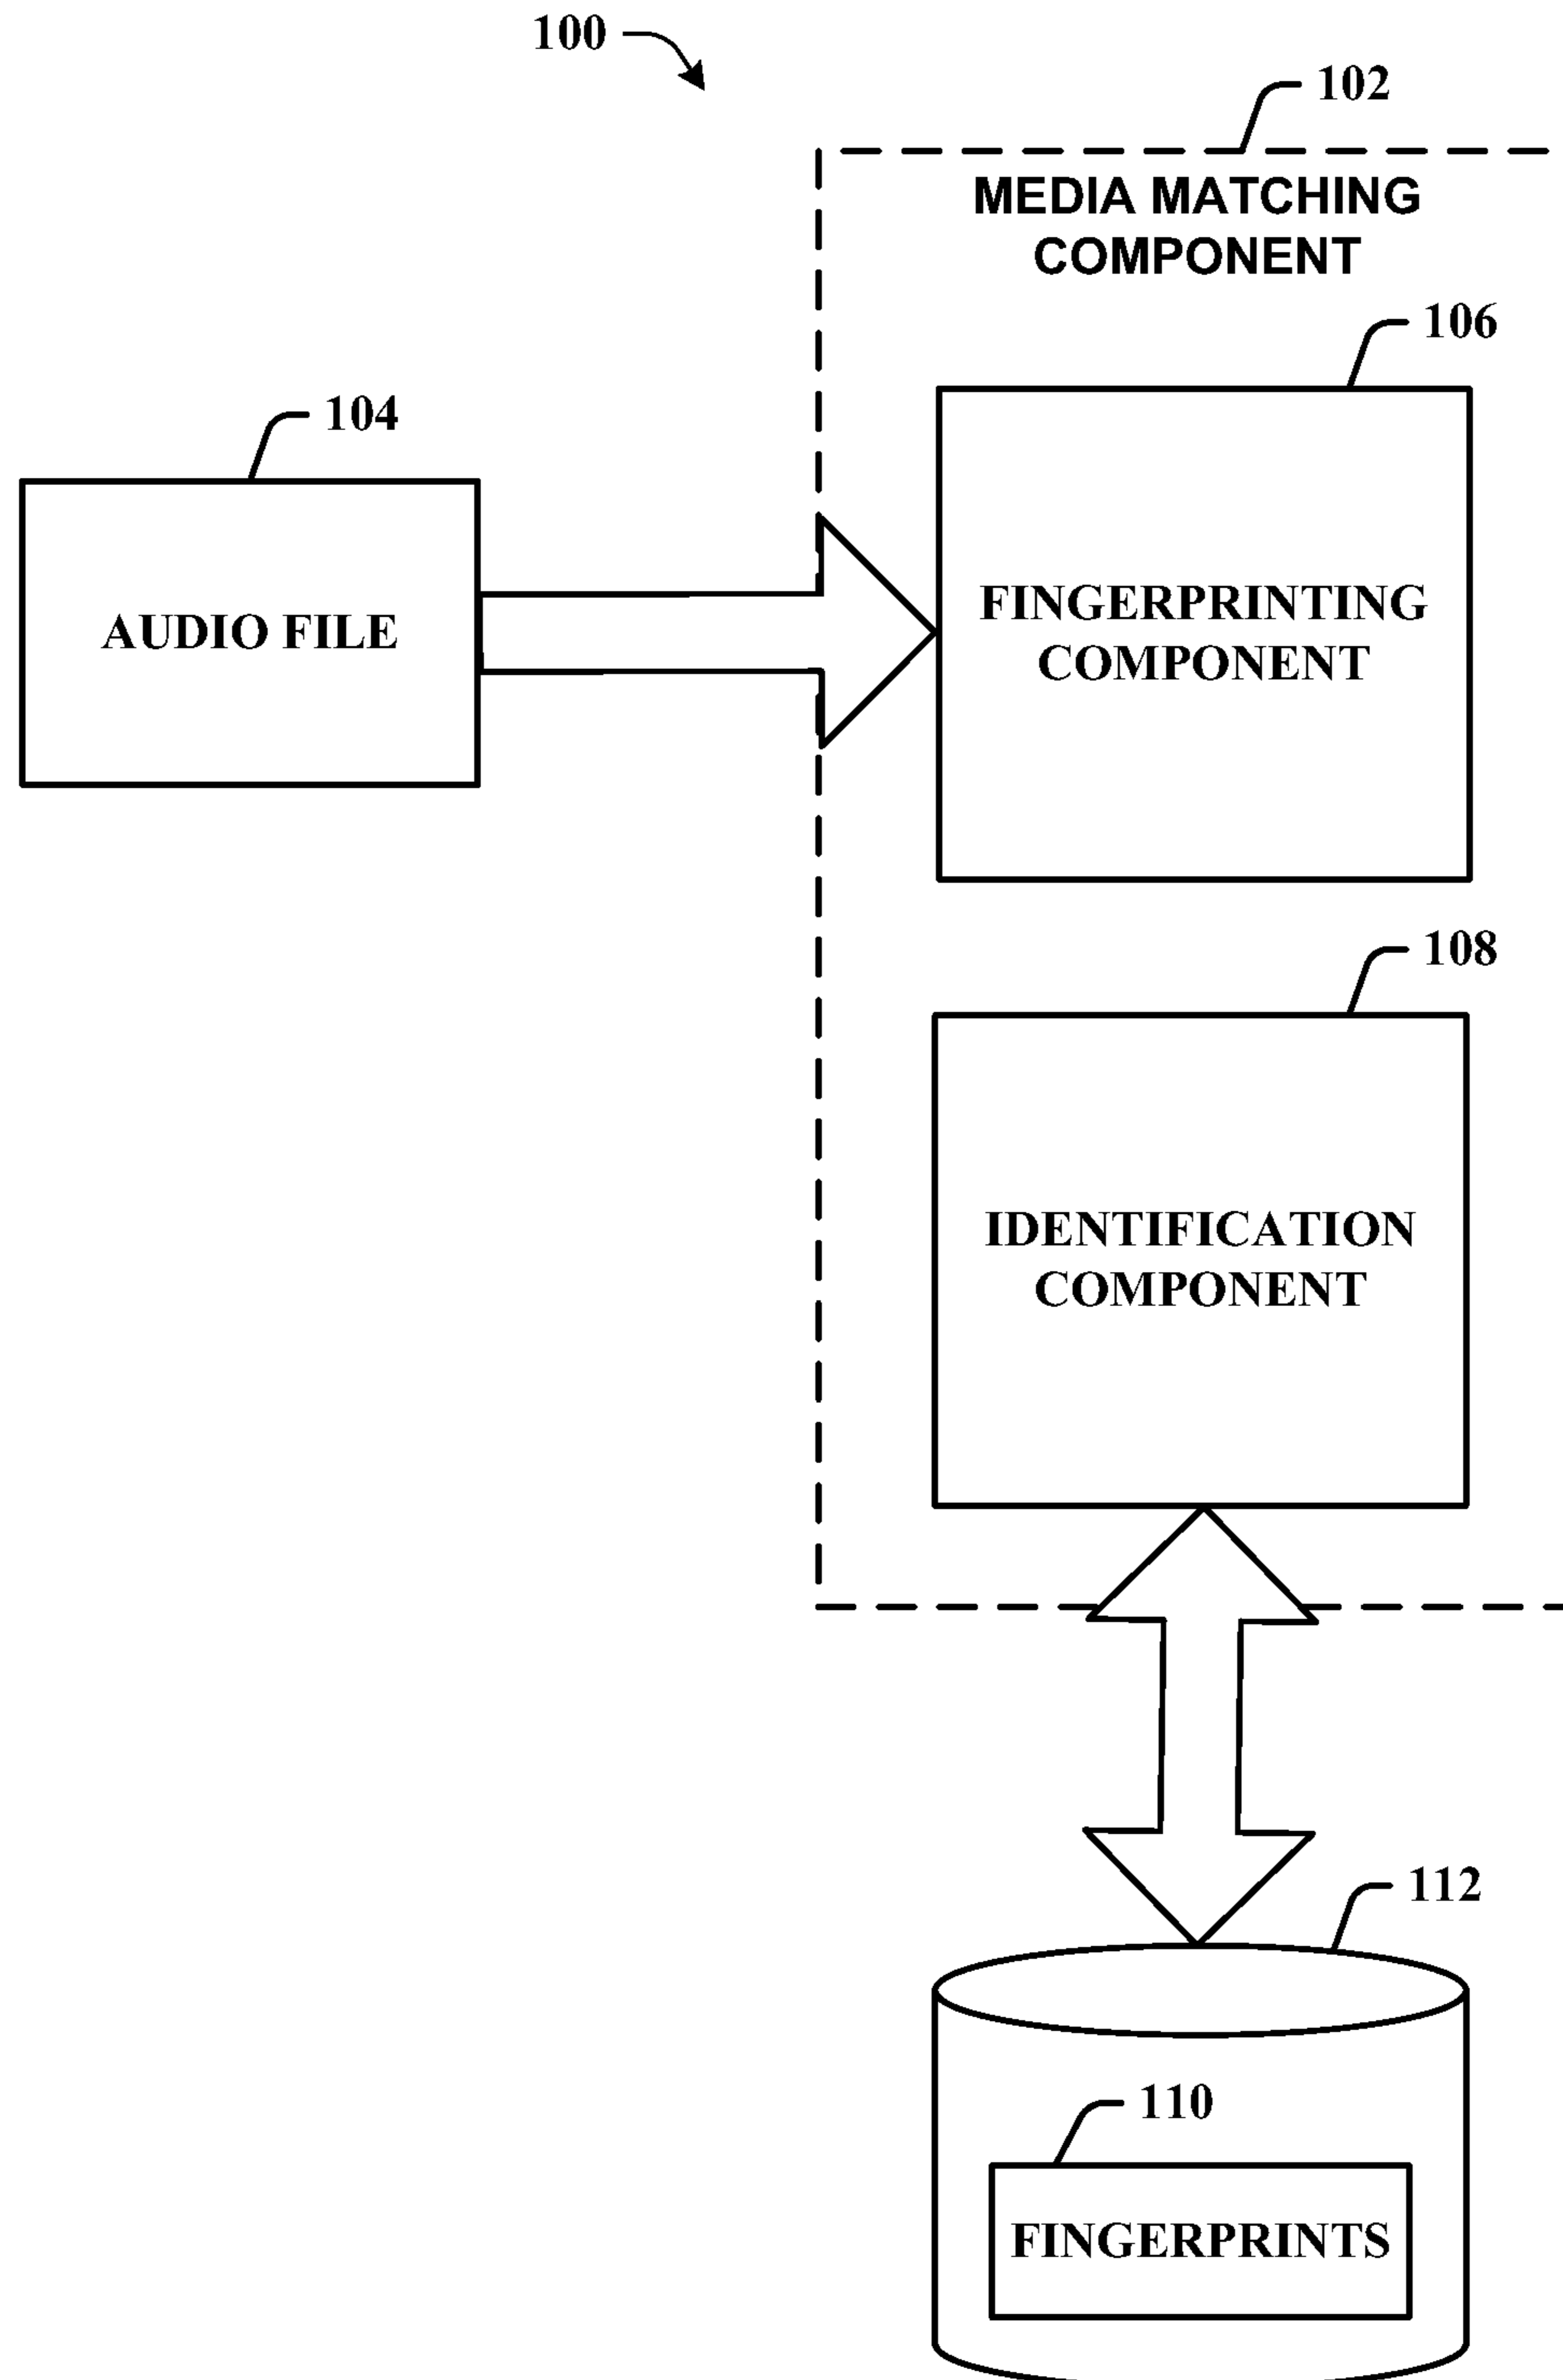 100
102
MEDIA MATCHING
COMPONENT
106
104
FINGERPRINTING
COMPONENT
AUDIO FILE
108
IDENTIFICATION
COMPONENT
112
110
FINGERPRINTS